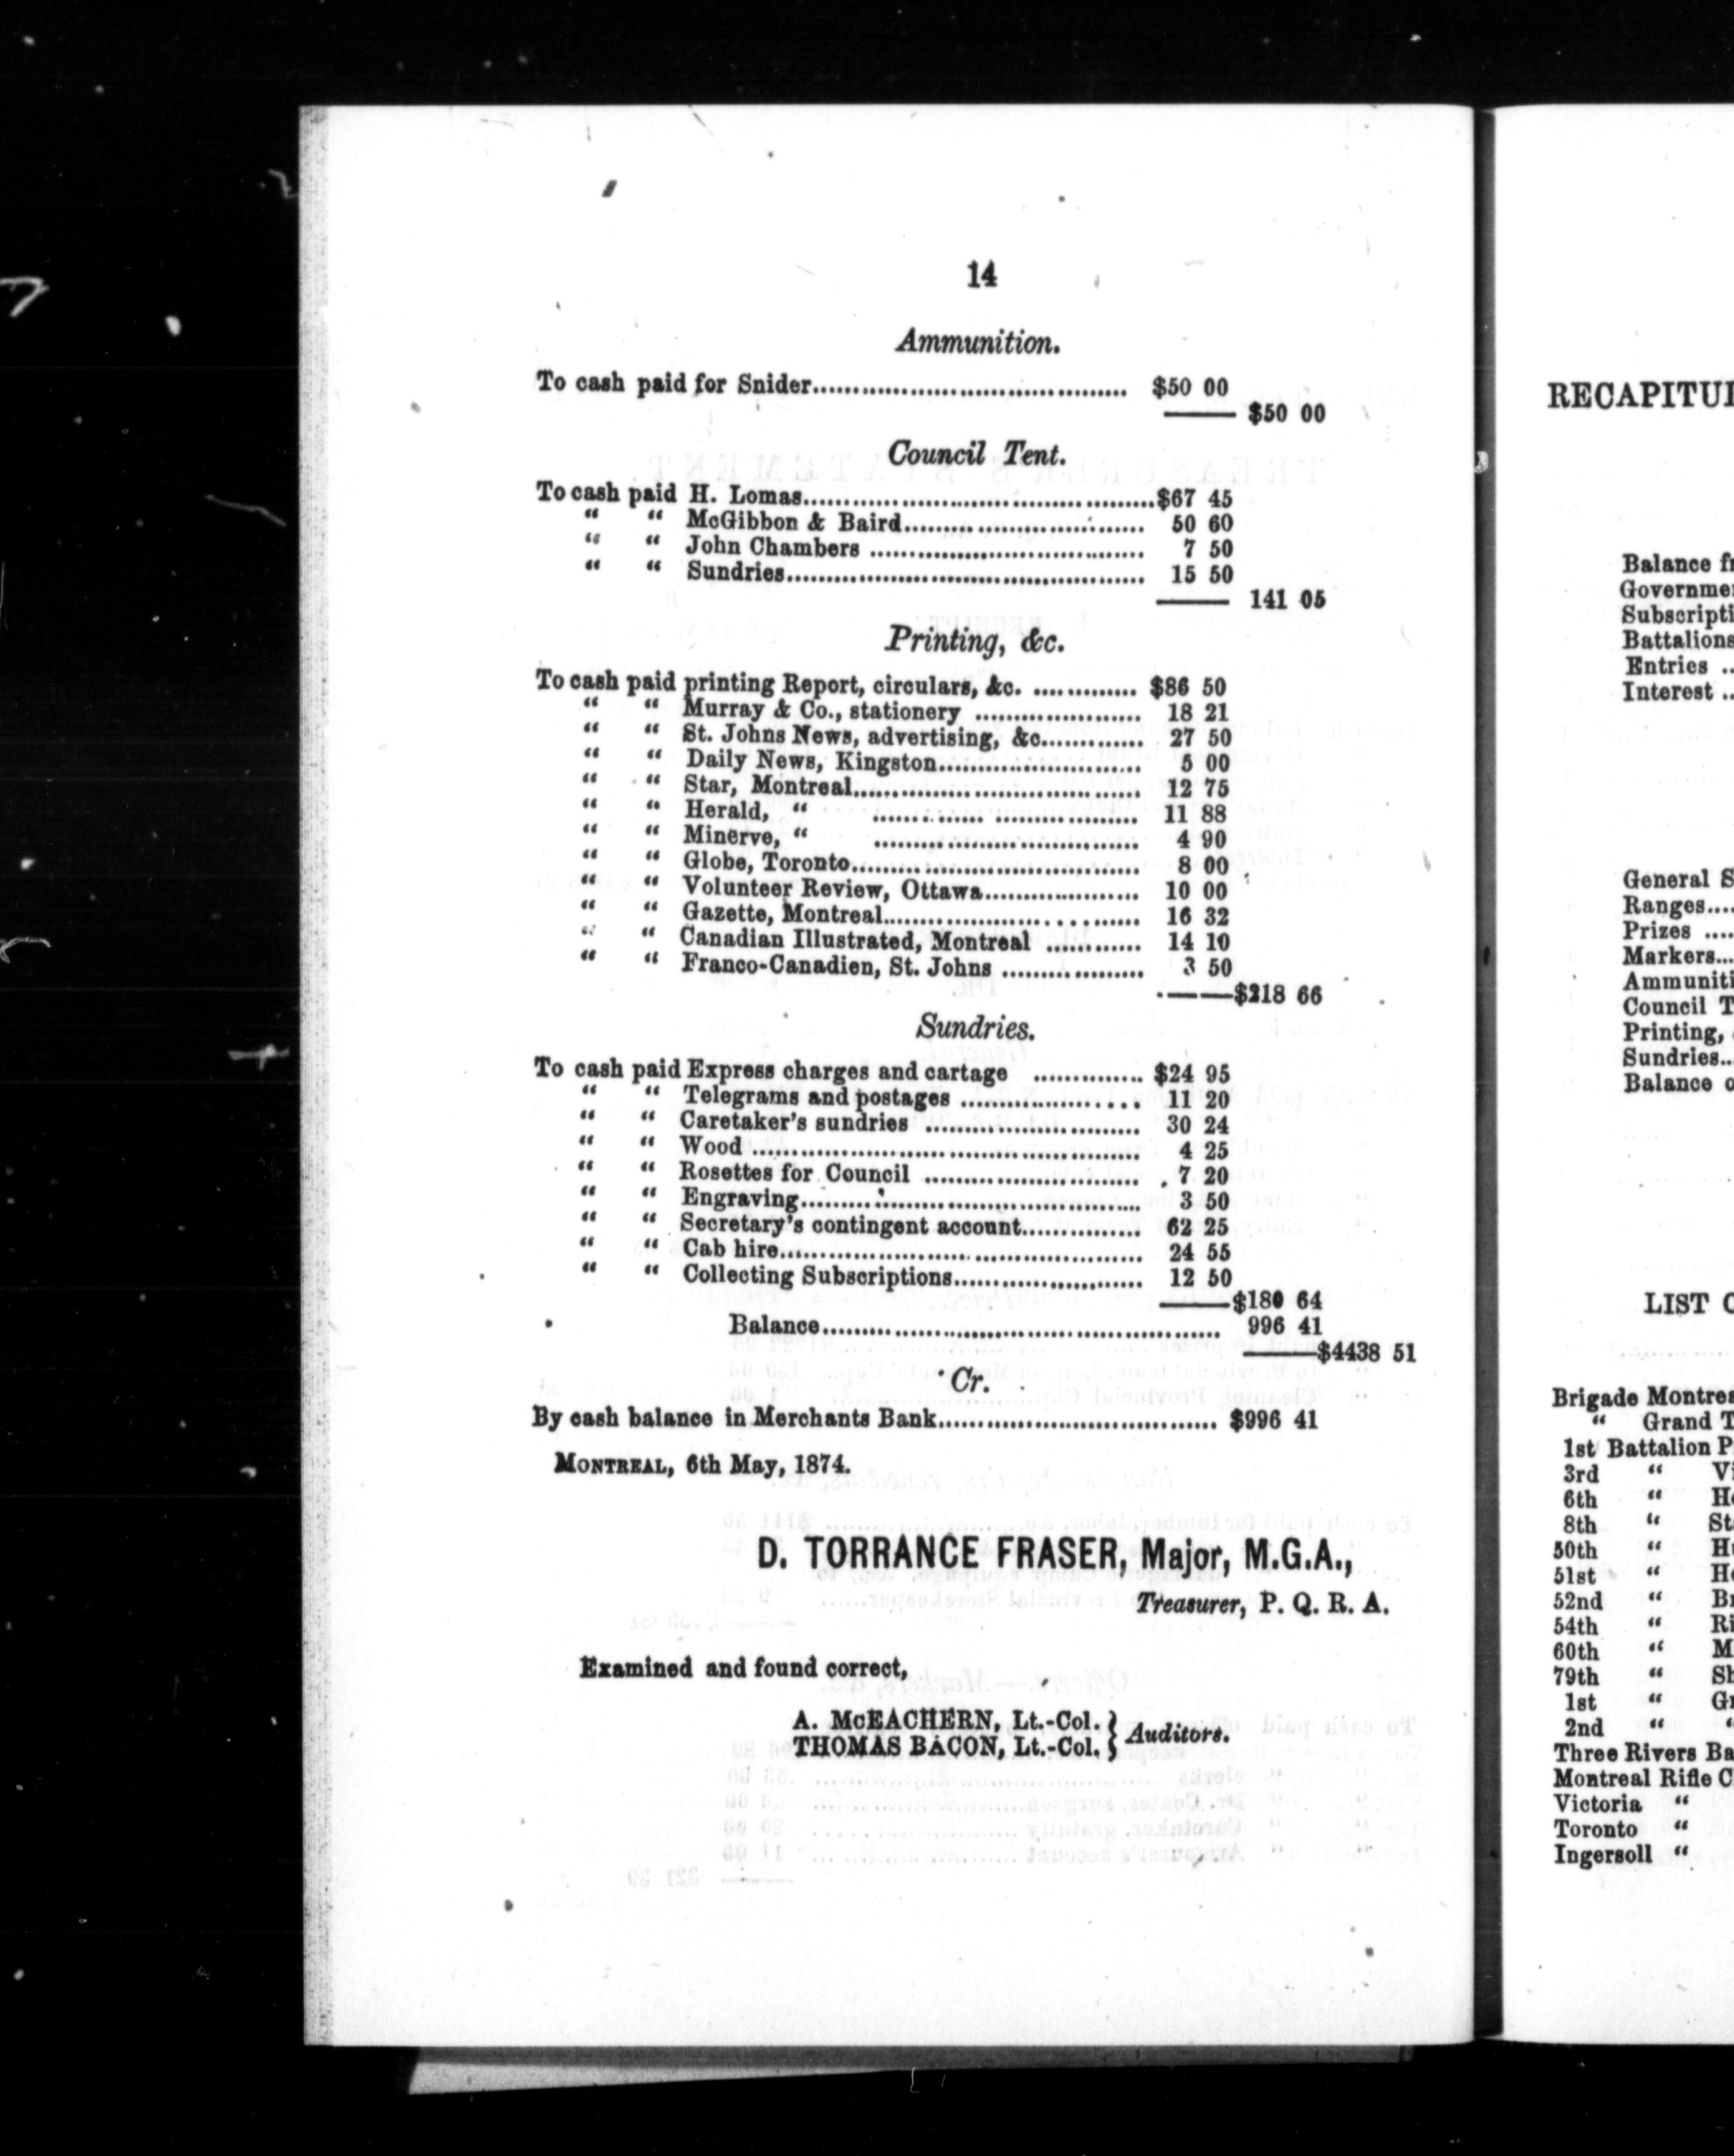 14
Ammunition.
To cash paid for Snider........................................ $50 00
$50 00
Council Tent.
To cash paid H. Lomas............................................$67 45
“ “ McGibbon & Baird.............................. 50 60
“ “ John Chambers .................................. 7 50
“ “ Sundries............................................ 15 50
141 05
Printing, &c.
To cash paid printing Report, circulars, &c. ............. $86 50
“ “ Murray & Co., stationery .................... 18 21
“ “ St. Johns News, advertising, &c............. 27 50
“ “ Daily News, Kingston......................... 5 00
“ “ Star, Montreal................................... 12 75
“ “ Herald, “ ................................ 11 88
“ “ Minerve, “ ................................ 4 90
“ “ Globe, Toronto................................... 8 00
“ “ Volunteer Review, Ottawa................... 10 00
“ “ Gazette, Montreal............................... 16 32
“ “ Canadian Illustrated, Montreal ............ 14 10
“ “ Franco-Canadien, St. Johns ................. 3 50
$218 66
Sundries.
To cash paid Express charges and cartage ............. $24 95
“ “ Telegrams and postages ...................... 11 20
“ “ Caretaker's sundries .......................... 30 24
“ “ Wood ................................................ 4 25
“ “ Rosettes for Council .......................... 7 20
“ “ Engraving.......................................... 3 50
“ “ Secretary's contingent account............... 62 25
“ “ Cab hire............................................. 24 55
“ “ Collecting Subscriptions....................... 12 50
$180 64
Balance................................................ 996 41
$4438 51
Cr.
By cash balance in Merchants Bank.................................. $996 41
MONTREAL, 6th May, 1874.
D. TORRANCE FRASER, Major, M.G.A.,
Treasurer, P. Q. R. A.
Examined and found correct,
A. McEACHERN, Lt.-Col. } Auditors.
THOMAS BACON, Lt.-Col.
RECAPITU
Balance
Governme
Subscripti
Battalions
Entries ..
Interest ..
General S
Ranges....
Prizes ....
Markers...
Ammuniti
Council T
Printing,
Sundries...
Balance o
LIST
Brigade Montrea
“ Grand T
1st Battalion P
3rd “ Vi
6th “ Ho
8th “ St
50th “ Hu
51st “ He
52nd “ Br
54th “ Ri
60th “ M
79th “ Sh
1st “ Gr
2nd “ “
Three Rivers Ba
Montreal Rifle C
Victoria “
Toronto “
Ingersoll “